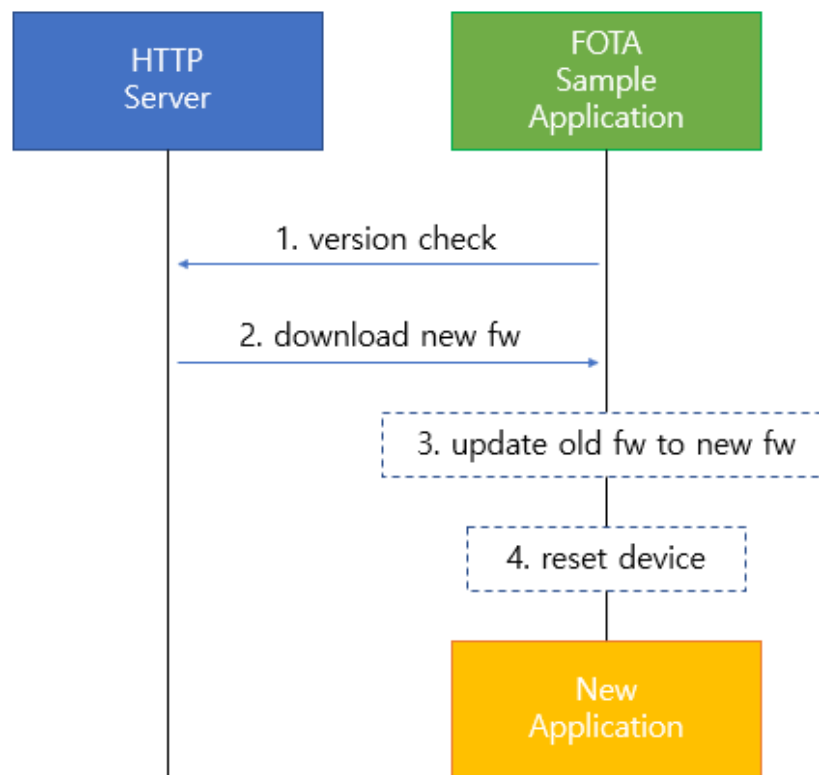 HTTP
Server
FOTA
Sample
Application
1. version check
2. download new fw
3. update old fw to new fw
4. reset device
New
Application